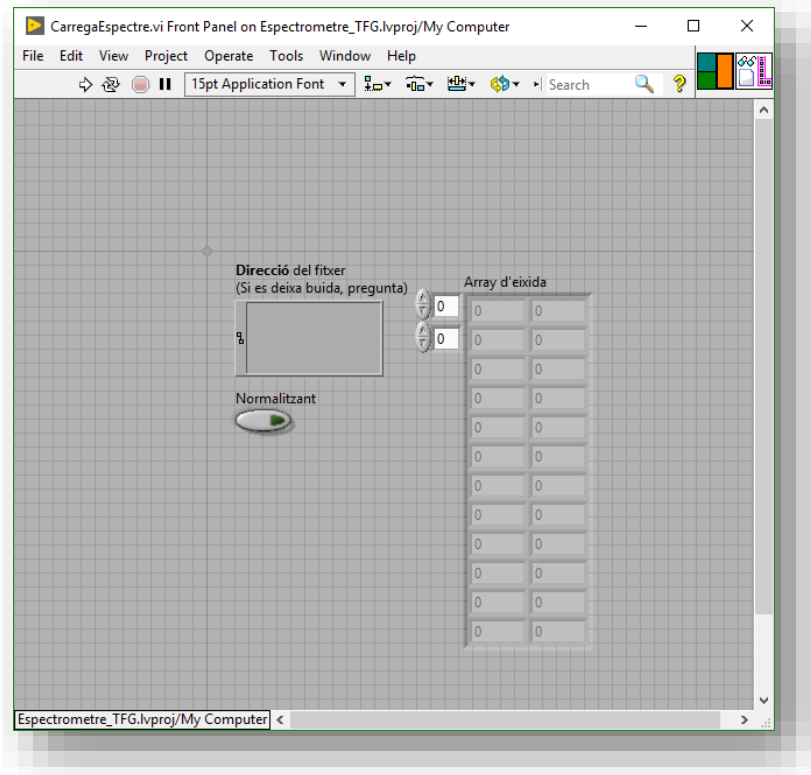 CarregaEspectre.vi Front Panel on Espectrometre_TFG.lvproj/My Computer
File Edit View Project Operate Tools Window Help
15pt Application Font Search
Direcció del fitxer
(Si es deixa buida, pregunta)
Array d'eixida
0 0 0
0 0 0
0 0
Normalitzant
0 0
0 0
0 0
0 0
0 0
0 0
0 0
0 0
0 0
Espectrometre_TFG.lvproj/My Computer